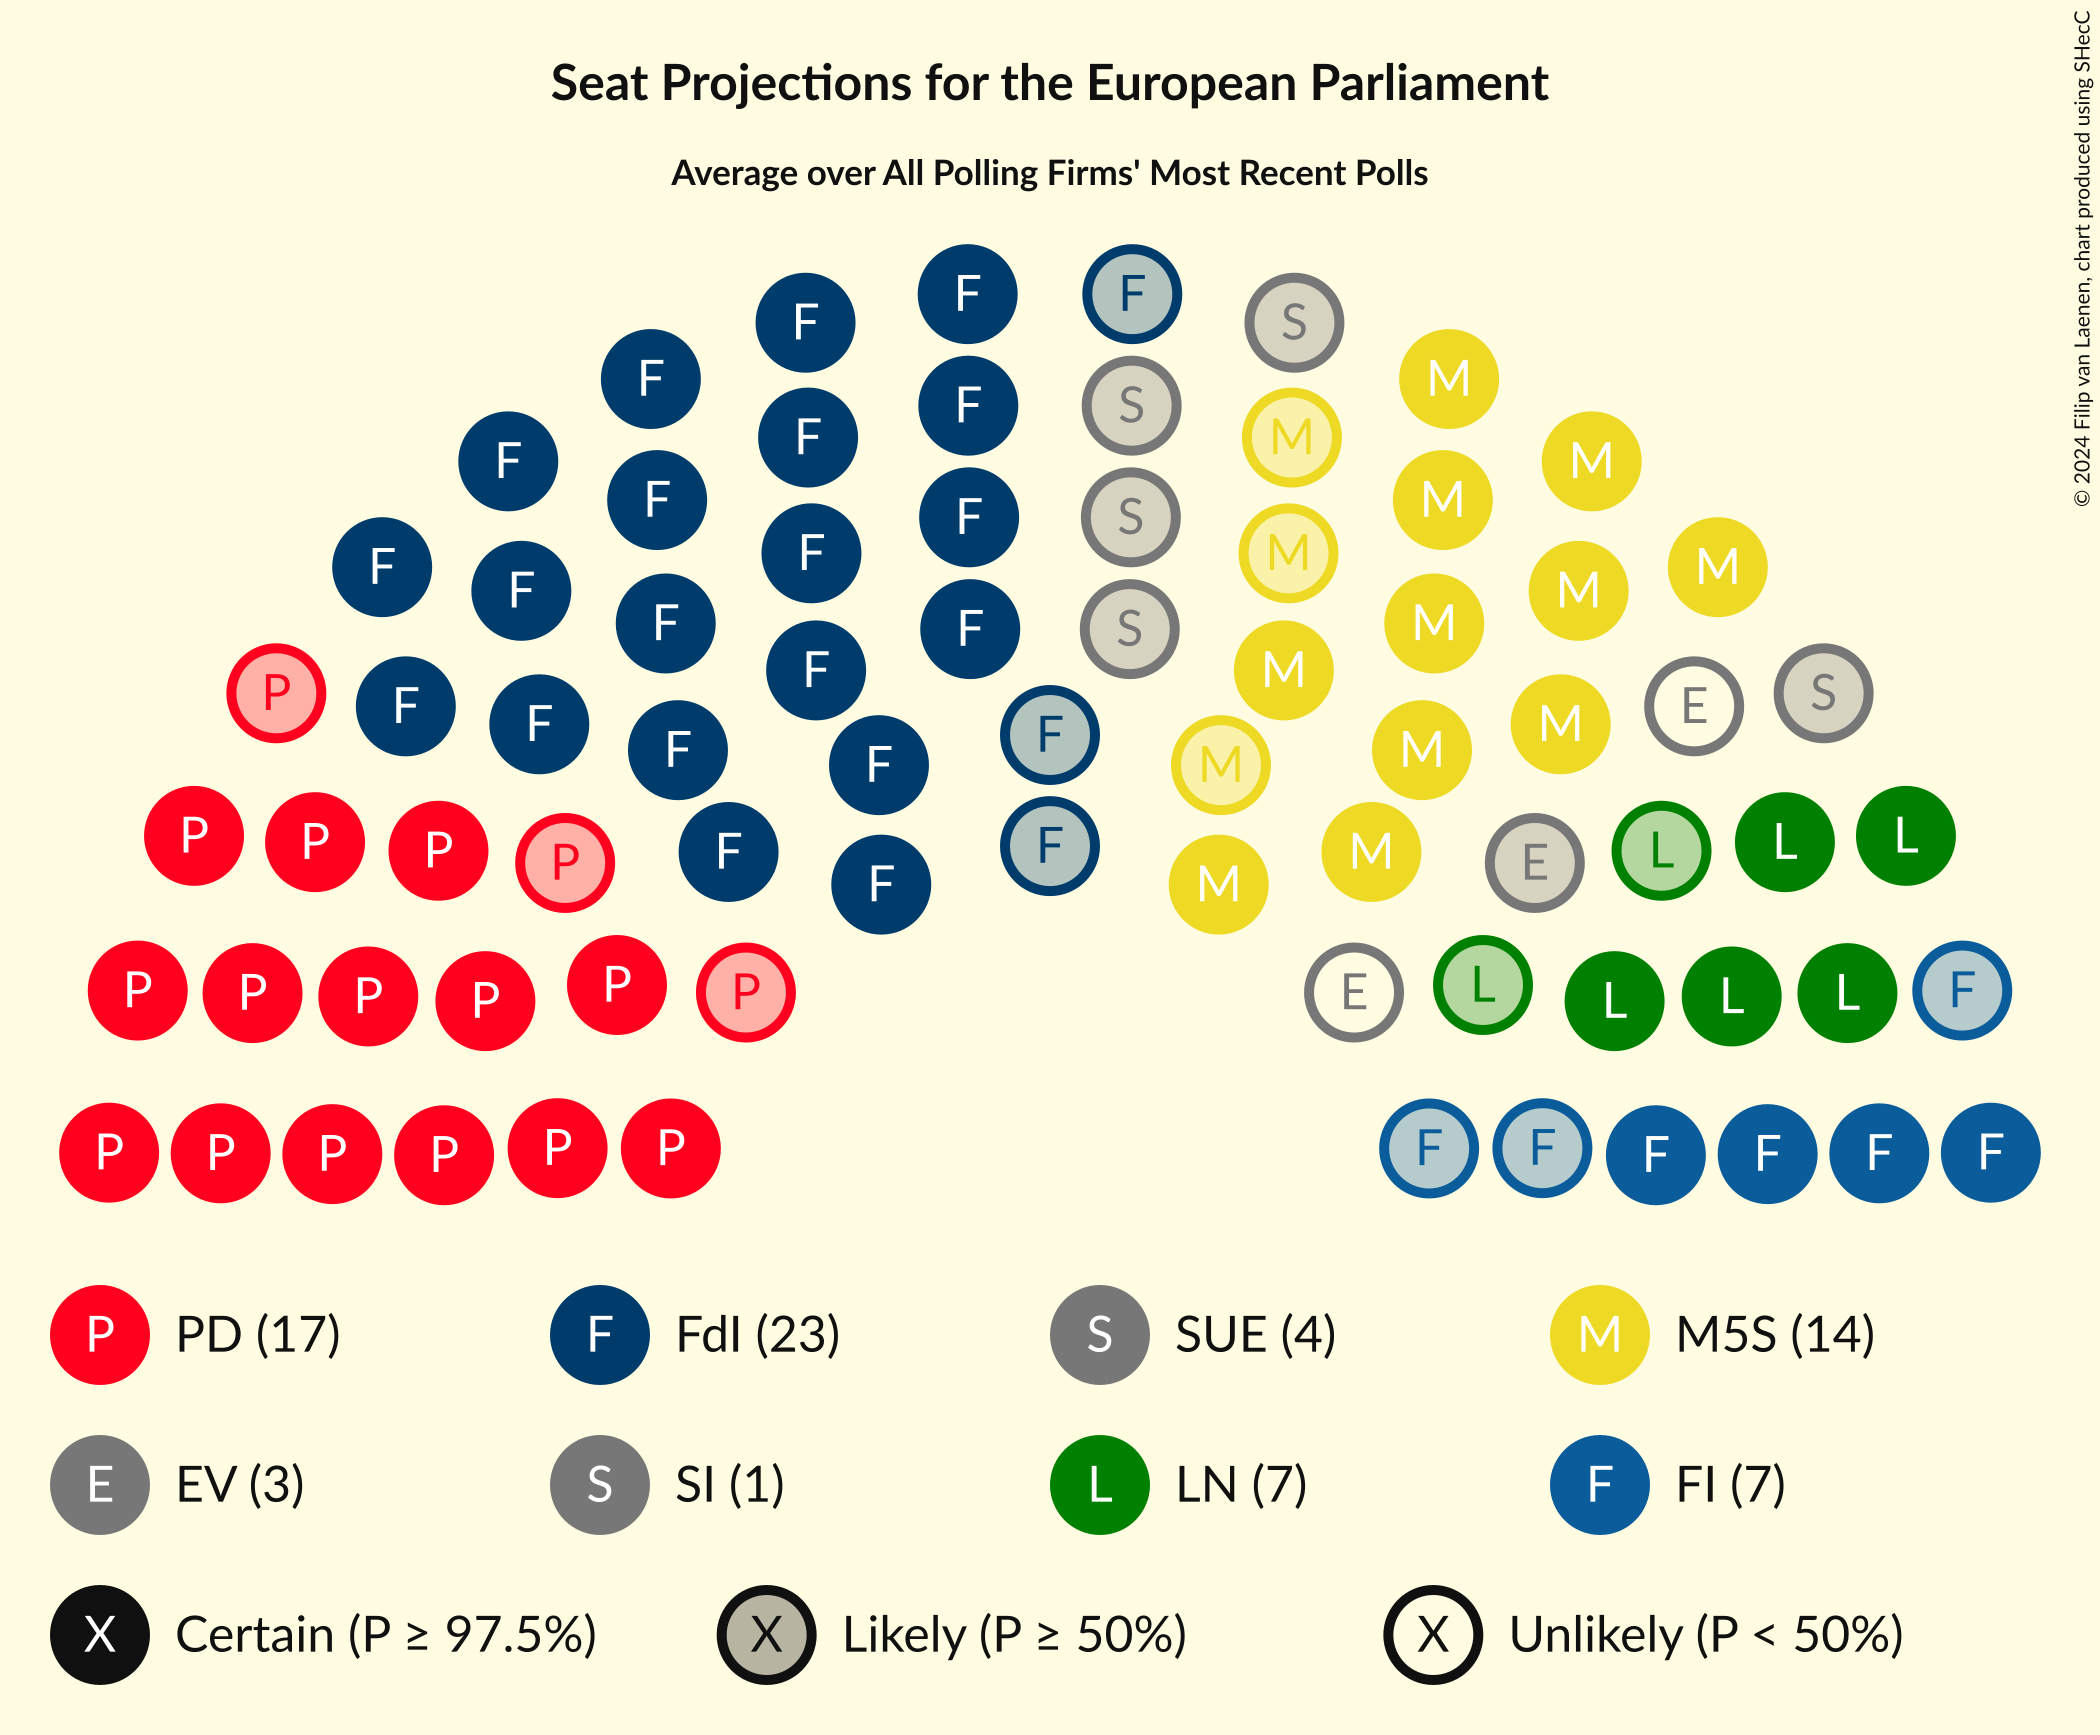 Seat Projections for the European Parliament
Average over All Polling Firms' Most Recent Polls
© 2024 Filip van Laenen, chart produced using SHecC
F F
F S
F F S M
F F M
F F S M M
F F M M
F F F S M M M
P F F F F M M M E S
F F M
P P P P F F F M M E L L L
P P P P P P E L L L L F
P P P P P P F F F F F F
P PD (17) F FdI (23) S SUE (4) M M5S (14)
E EV (3) S SI (1) L LN (7) F FI (7)
X Certain (P ≥ 97.5%) X Likely (P ≥ 50%) X Unlikely (P < 50%)